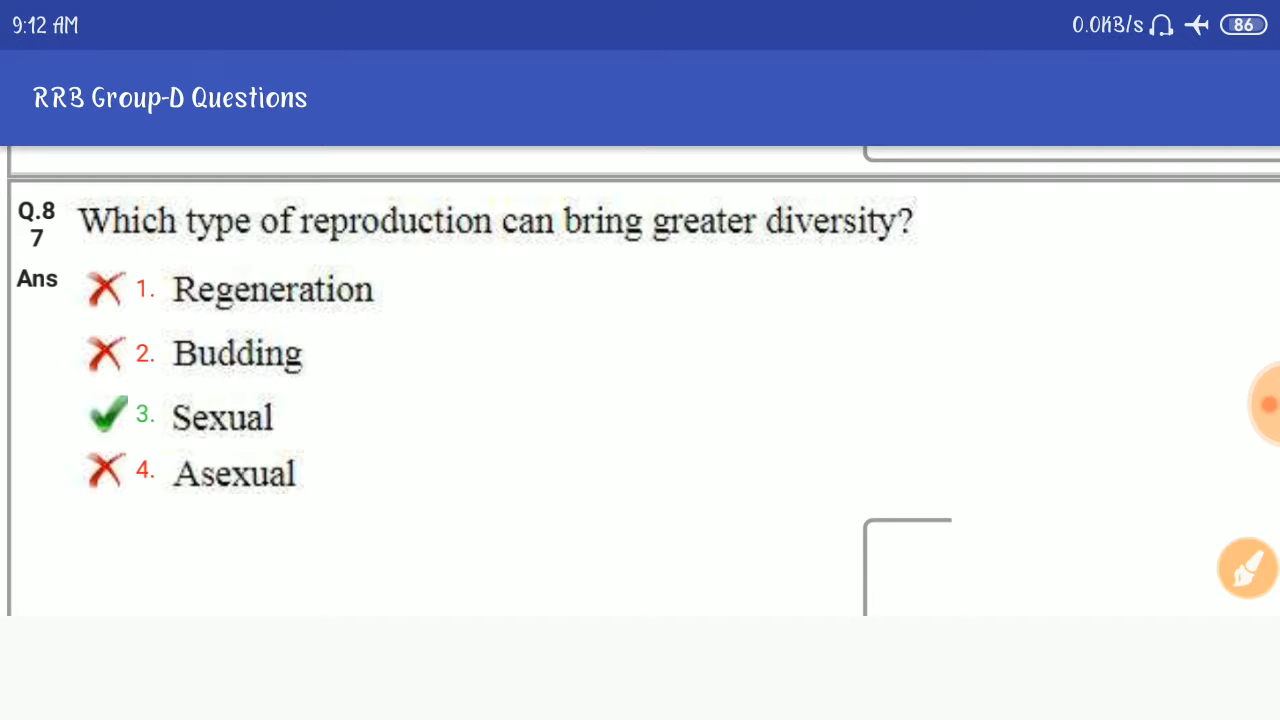 9:12 AM 0.0KB/s 86
RRB Group-D Questions
Q.8 Which type of reproduction can bring greater diversity?
7
Ans 1. Regeneration
2. Budding
3. Sexual
4. Asexual